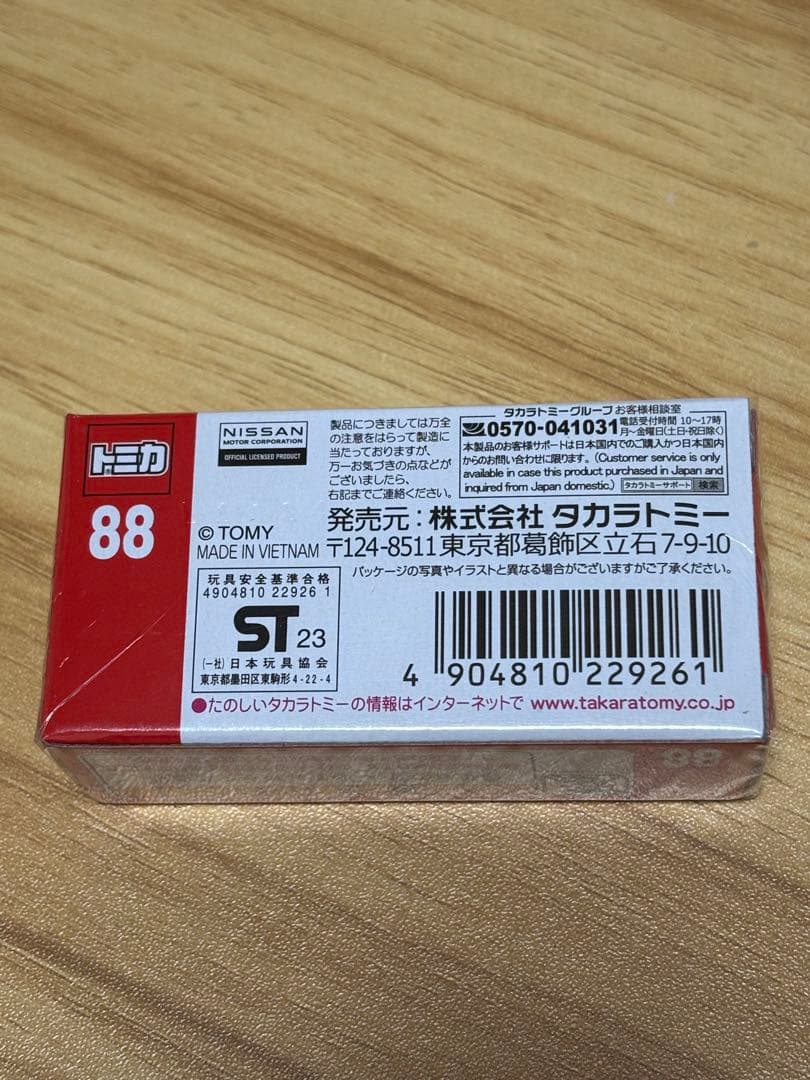 トミカ
88
NISSAN
MOTOR CORPORATION
OFFICIAL LICENSED PRODUCT
製品につきましては万全
の注意をはらって製造に
当たっておりますが、
万一お気づきの点などが
ございましたら、
右記までご連絡ください。
タカラトミーグループ お客様相談室
0570-041031 電話受付時間 10～17時
月～金曜日(土・日・祝日除く)
本製品のお客様サポートは日本国内でのご購入かつ日本国内
からのお問い合わせに限ります。(Customer service is only
available in case this product purchased in Japan and
inquired from Japan domestic.) タカラトミーサポート 検索
© TOMY
MADE IN VIETNAM
発売元：株式会社 タカラトミー
〒124-8511 東京都葛飾区立石 7-9-10
パッケージの写真やイラストと異なる場合がございますがご了承ください。
玩具安全基準合格
4904810 22926 1
ST 23
(一社)日本玩具協会
東京都墨田区東駒形4-22-4
4 904810 229261
●たのしいタカラトミーの情報はインターネットで www.takaratomy.co.jp
88